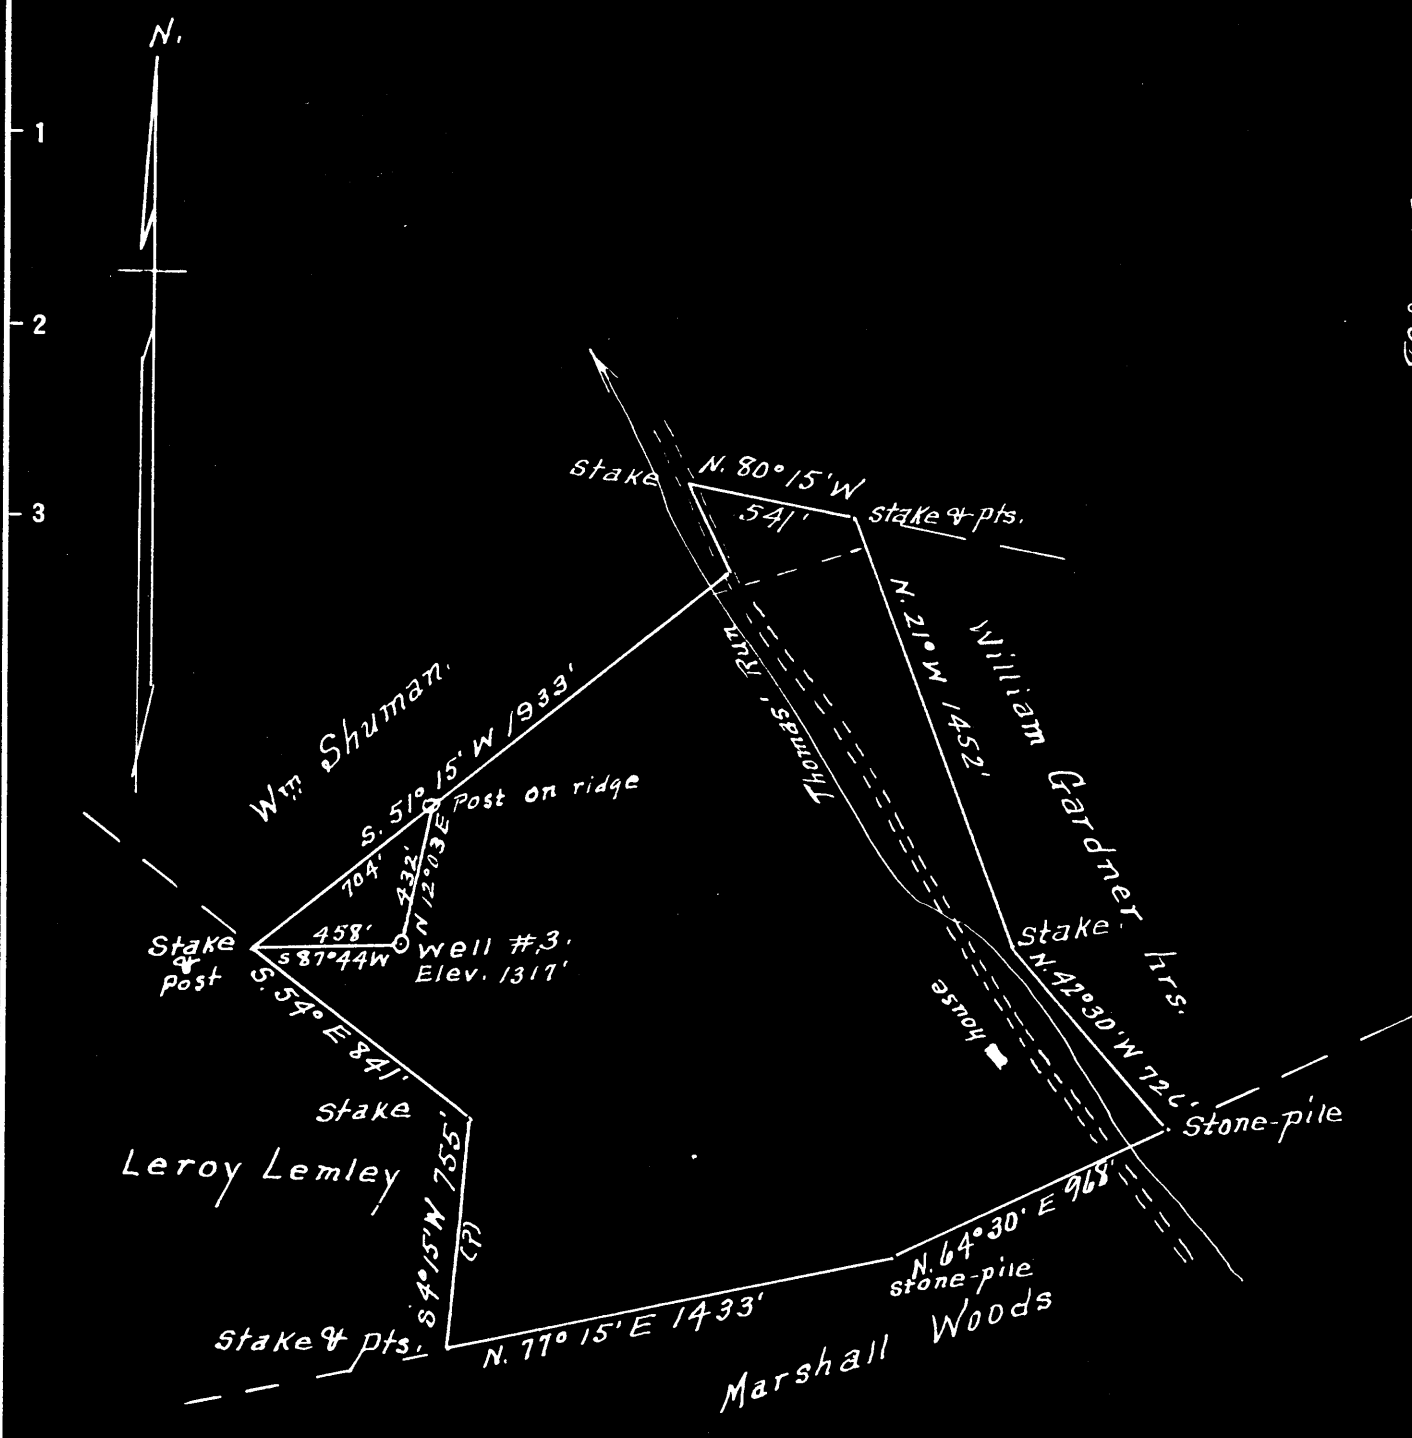 N.
1
2
3
Stake
N. 80° 15' W
541'
Stake & pts.
N. 21° W 1452'
William Gardner hrs.
Thomas' Run
Wm Shuman.
S. 51° 15' W 1933'
Post on ridge
704'
432'
N 12° 03 E
458'
S 87° 44 W
Well #3.
Elev. 1317'
Stake
&
Post
S. 54° E 841'
Stake
Stake
N. 42° 30' W
house
Stone-pile
Leroy Lemley
S 4° 15' W 755'
(?)
N. 64° 30' E 968'
Stone-pile
Stake & pts.
N. 77° 15' E 1433'
Marshall Woods